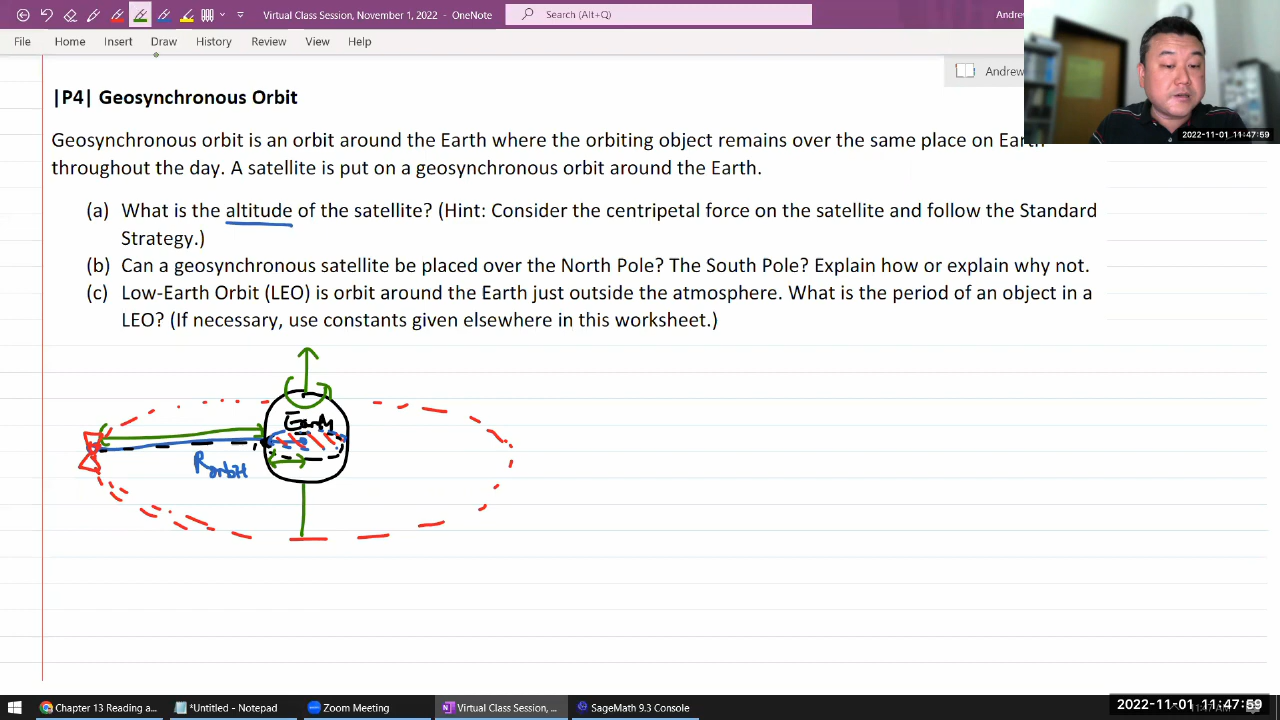 Virtual Class Session, November 1, 2022 - OneNote
Search (Alt+Q)
Andrew
File Home Insert Draw History Review View Help
Andrew
2022-11-01 11:47:59
|P4| Geosynchronous Orbit
Geosynchronous orbit is an orbit around the Earth where the orbiting object remains over the same place on Earth
throughout the day. A satellite is put on a geosynchronous orbit around the Earth.
(a) What is the altitude of the satellite? (Hint: Consider the centripetal force on the satellite and follow the Standard
Strategy.)
(b) Can a geosynchronous satellite be placed over the North Pole? The South Pole? Explain how or explain why not.
(c) Low-Earth Orbit (LEO) is orbit around the Earth just outside the atmosphere. What is the period of an object in a
LEO? (If necessary, use constants given elsewhere in this worksheet.)
Earth
Rorbit
Chapter 13 Reading a...
*Untitled - Notepad
Zoom Meeting
Virtual Class Session, ...
SageMath 9.3 Console
2022-11-01 11:47:59